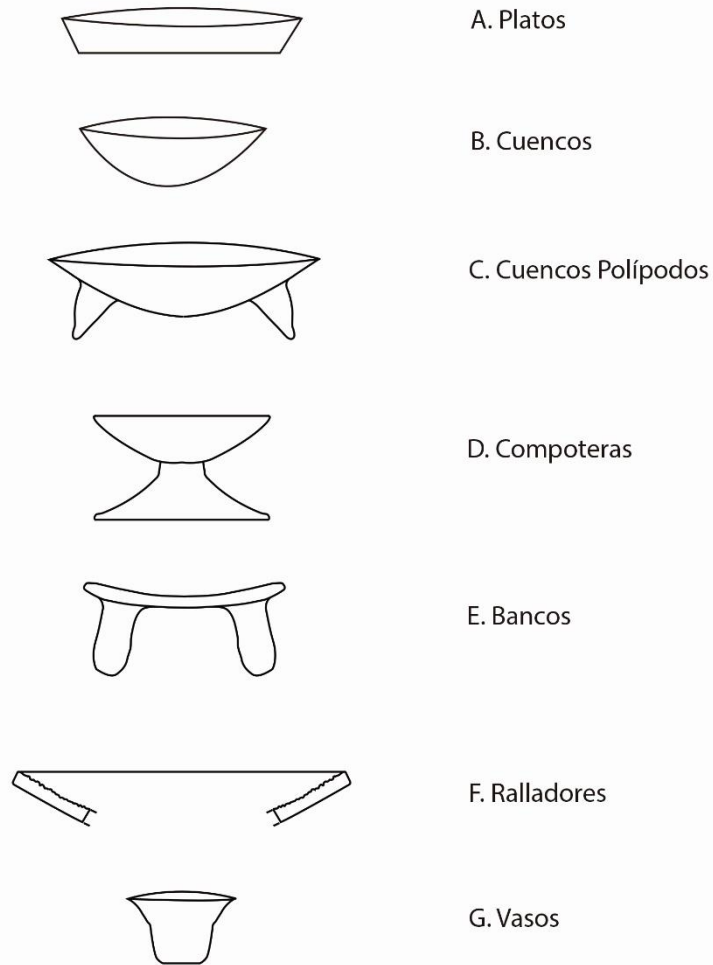 A. Platos
B. Cuencos
C. Cuencos Polípodos
D. Compoteras
E. Bancos
F. Ralladores
G. Vasos